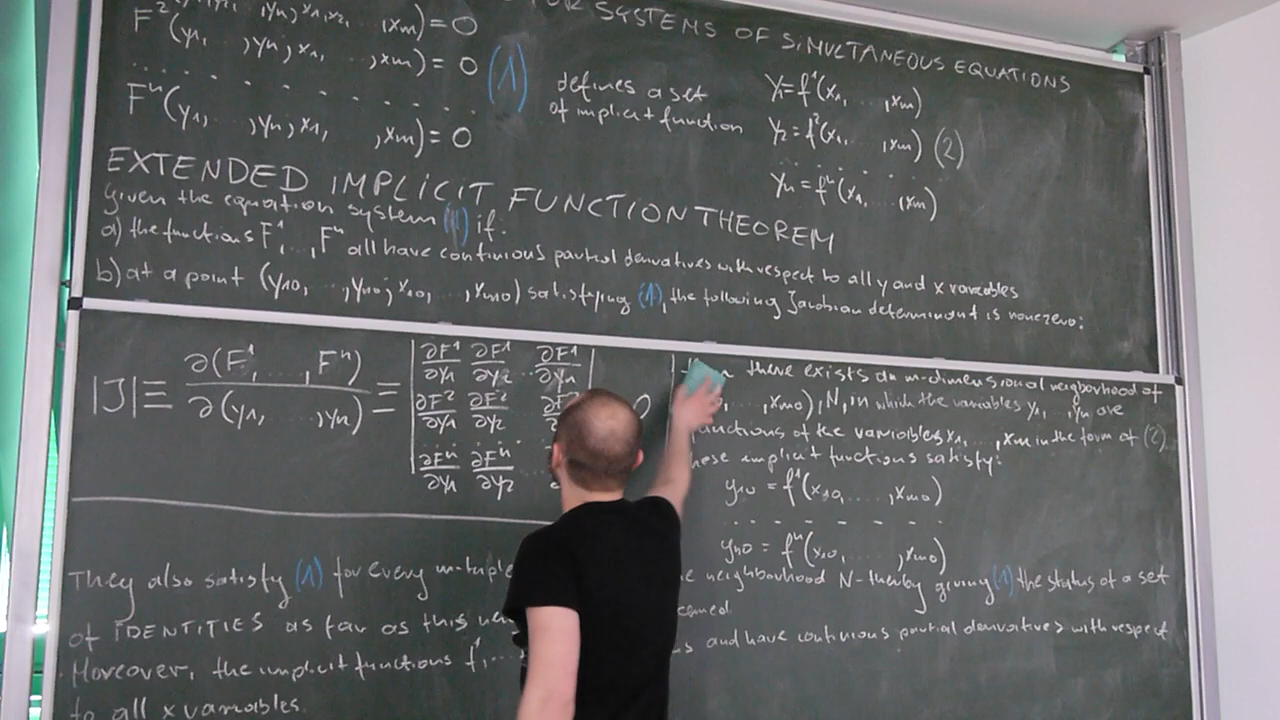 FOR SYSTEMS OF SIMULTANEOUS EQUATIONS
F²(y₁, ,yₙ; x₁,x₂, ,xₘ) = 0
(y₁, ,yₙ; x₁, ,xₘ) = 0 (1)
Fⁿ(y₁, ,yₙ; x₁, ,xₘ) = 0
defines a set
of implicit function
y₁ = f¹(x₁, ,xₘ)
y₂ = f²(x₁, ,xₘ) (2)
yₙ = fⁿ(x₁, ,xₘ)
EXTENDED IMPLICIT FUNCTION THEOREM
Given the equation system (1) if:
a) the functions F¹, ... ,Fⁿ all have continious partial derivatives with respect to all y and x variables
b) at a point (y₁₀, ... ,yₙ₀; x₁₀, ... ,xₘ₀) satisfying (1), the following Jacobian determinant is nonezero:
|J| ≡ ∂(F¹, ... ,Fⁿ) / ∂(y₁, ... ,yₙ) =
∂F¹/∂y₁ ∂F¹/∂y₂ ... ∂F¹/∂yₙ
∂F²/∂y₁ ∂F²/∂y₂
∂Fⁿ/∂y₁ ∂Fⁿ/∂y₂
0
there exists an m-dimensional neigborhood of
, ... ,xₘ₀), N, in which the variables y₁, ... ,yₙ are
functions of the variables x₁, ... ,xₘ in the form of (2)
these implicit functions satisfy:
y₁₀ = f¹(x₁₀, ... ,xₘ₀)
yₙ₀ = fⁿ(x₁₀, ... ,xₘ₀)
They also satisfy (1) for every m-tuple neighbourhood N-thereby giving (1) the status of a set
of IDENTITIES as far as this
Moreover, the implicit functions f¹, ... and have continious partial derivatives with respect
to all x variables.